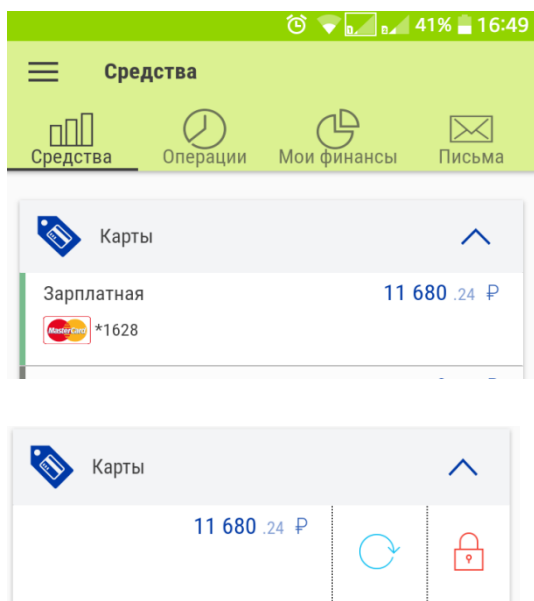 41% 16:49
Средства
Средства Операции Мои финансы Письма
Карты
Зарплатная 11 680 .24 ₽
MasterCard *1628
Карты
11 680 .24 ₽